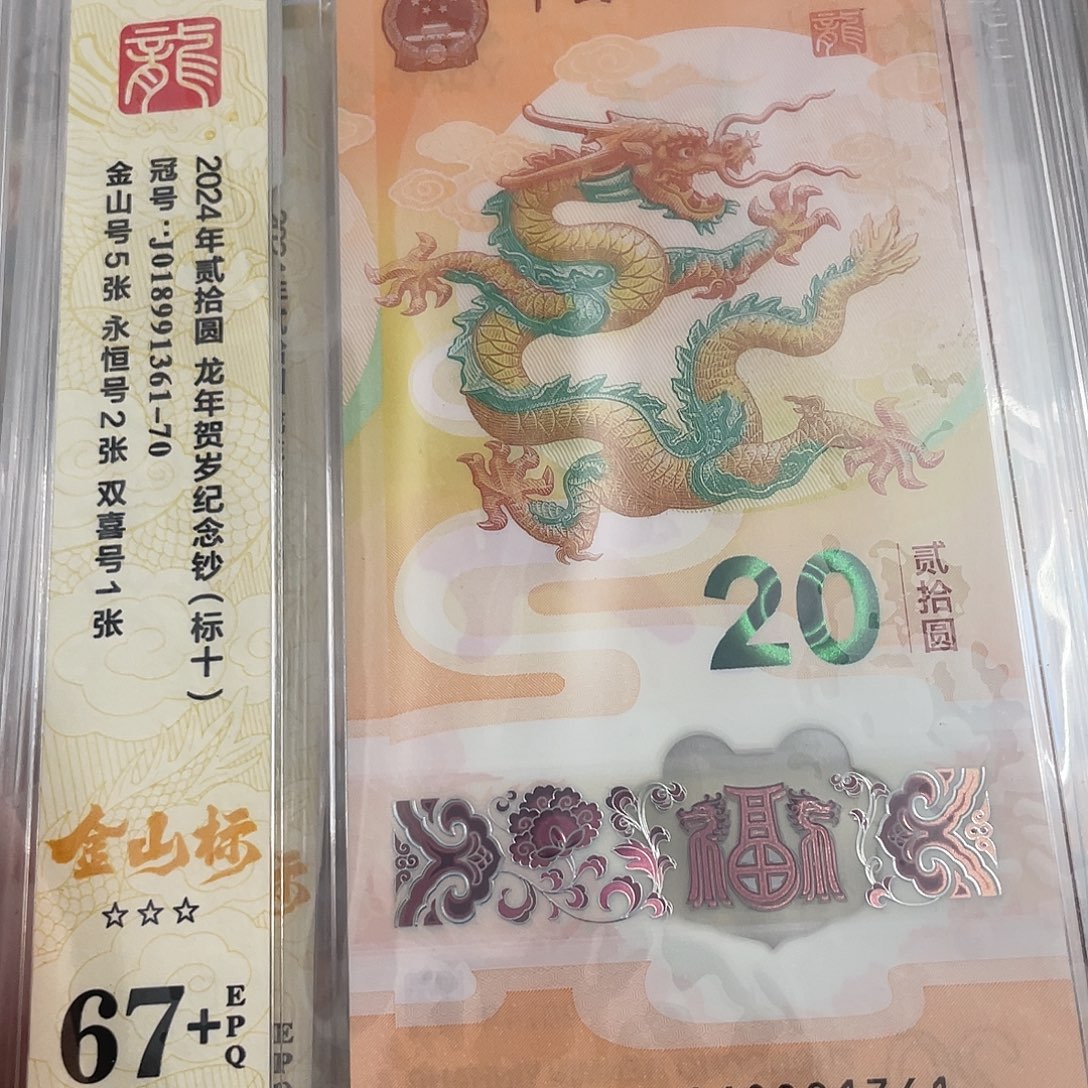 龍
2024年贰拾圆 龙年贺岁纪念钞（标十）
冠号：J018991361-70
金山号5张 永恒号2张 双喜号1张
金山标
☆☆☆
67+
EPQ
龍
20
贰拾圆
福